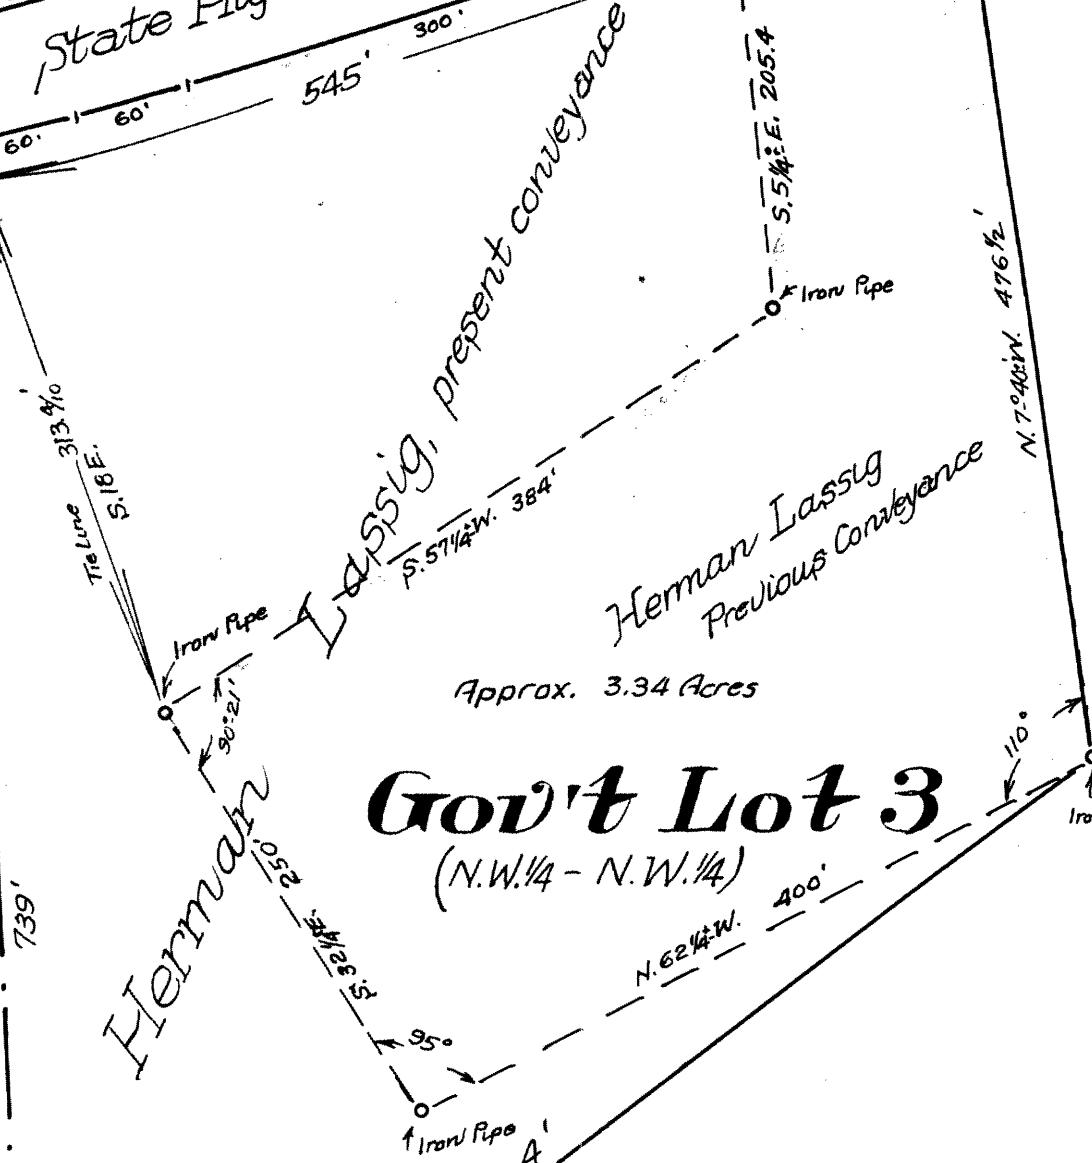 State
300'
545'
60'
60'
S. 5¼°± E. 205.4
Iron Pipe
N. 7°-40'± W. 476½'
313.4/10'
S. 18 E.
Tie Line
Herman Lassig, present conveyance
S. 57¼°± W. 384'
Herman Lassig
Previous Conveyance
Iron Pipe
90°-21'
Approx. 3.34 Acres
110°
Gov't Lot 3
(N.W.¼ - N.W.¼)
Iro
739'
S. 32¼° E. 250'
N. 62¼°± W. 400'
95°
Iron Pipe
4'